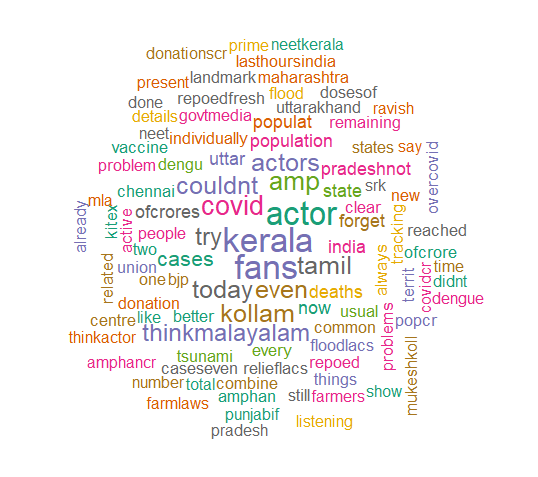 prime neetkerala
donationscr
lasthoursindia
landmark maharashtra
present flood dosesof
repoedfresh
done uttarakhand ravish
details govtmedia
populat remaining
neet individually population states say
vaccine uttar
problem dengu actors pradeshnot overcovid
couldnt amp state srk
chennai clear new
mla covid actor forget tracking
already kitex active ofcrores
people try kerala india reached
two ofcrore
cases fans tamil always time
union related one bjp territ covidcr didnt
today even deaths dengue
donation
centre like better kollam now usual
popcr
thinkactor thinkmalayalam common problems
tsunami every floodlacs mukeshkoll
amphancr caseseven relieflacs repoed
things
number total combine show
farmlaws amphan still farmers
punjabif
listening
pradesh